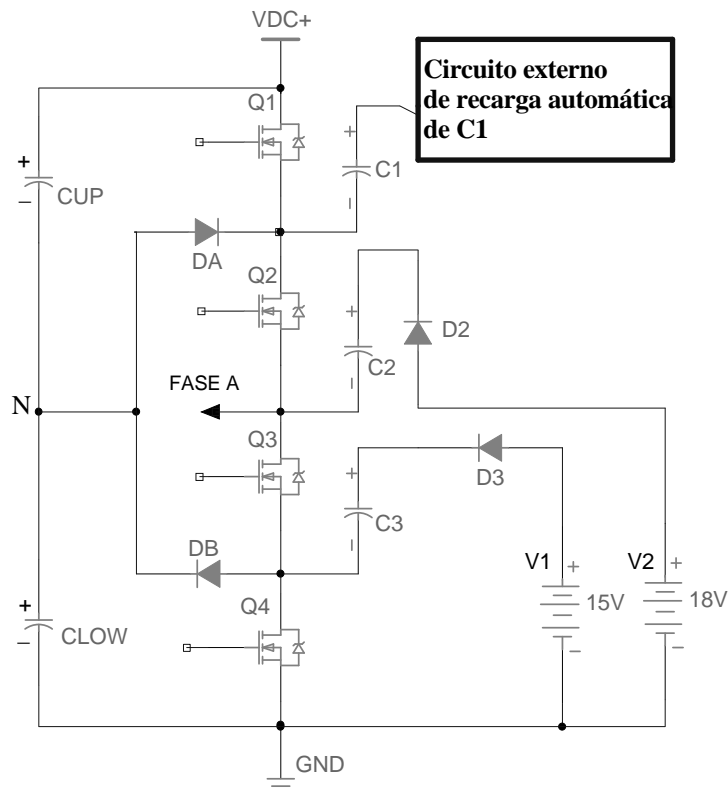 VDC+
Q1
Circuito externo
de recarga automática
de C1
+
+
C1
CUP
−
−
DA
Q2
+
D2
C2
−
FASE A
N
Q3
+
D3
C3
−
DB
V1
+
V2
+
Q4
15V
18V
+
CLOW
−
−
−
GND